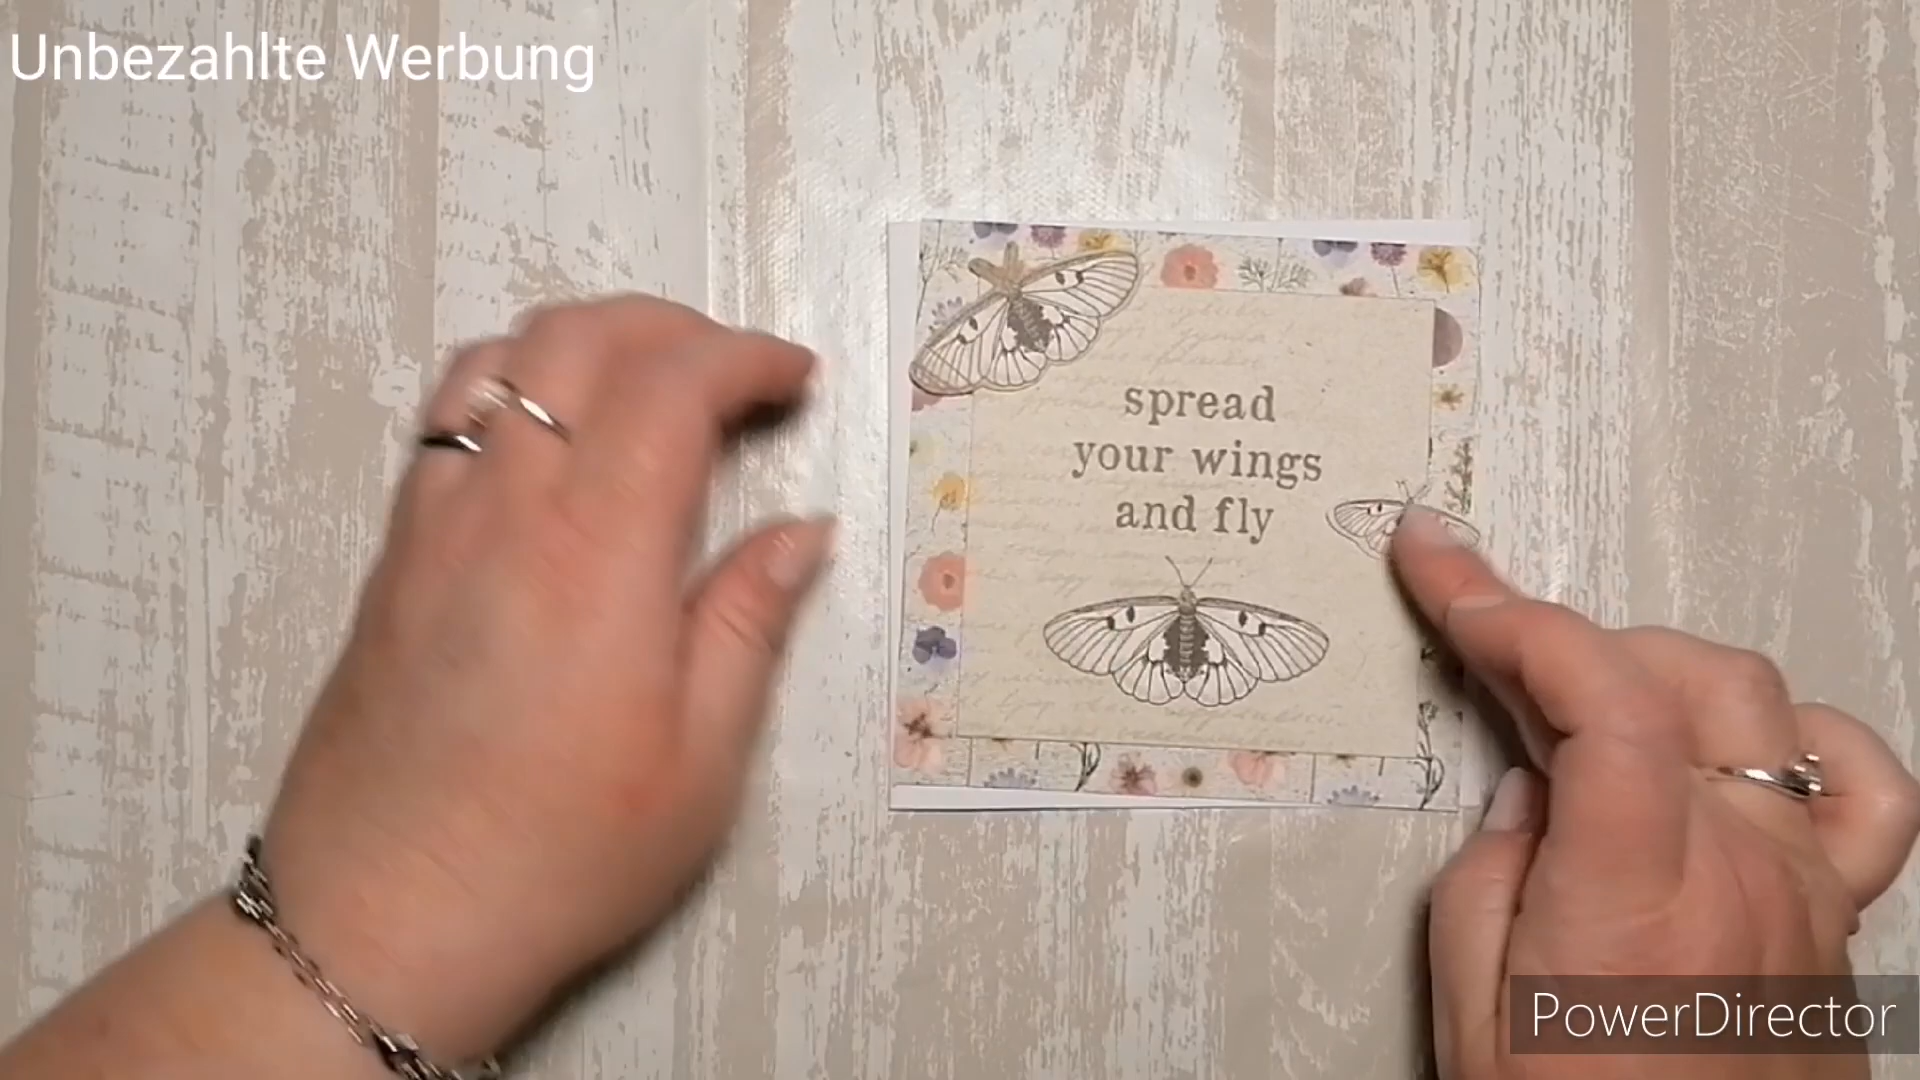 Unbezahlte Werbung
spread
your wings
and fly
PowerDirector